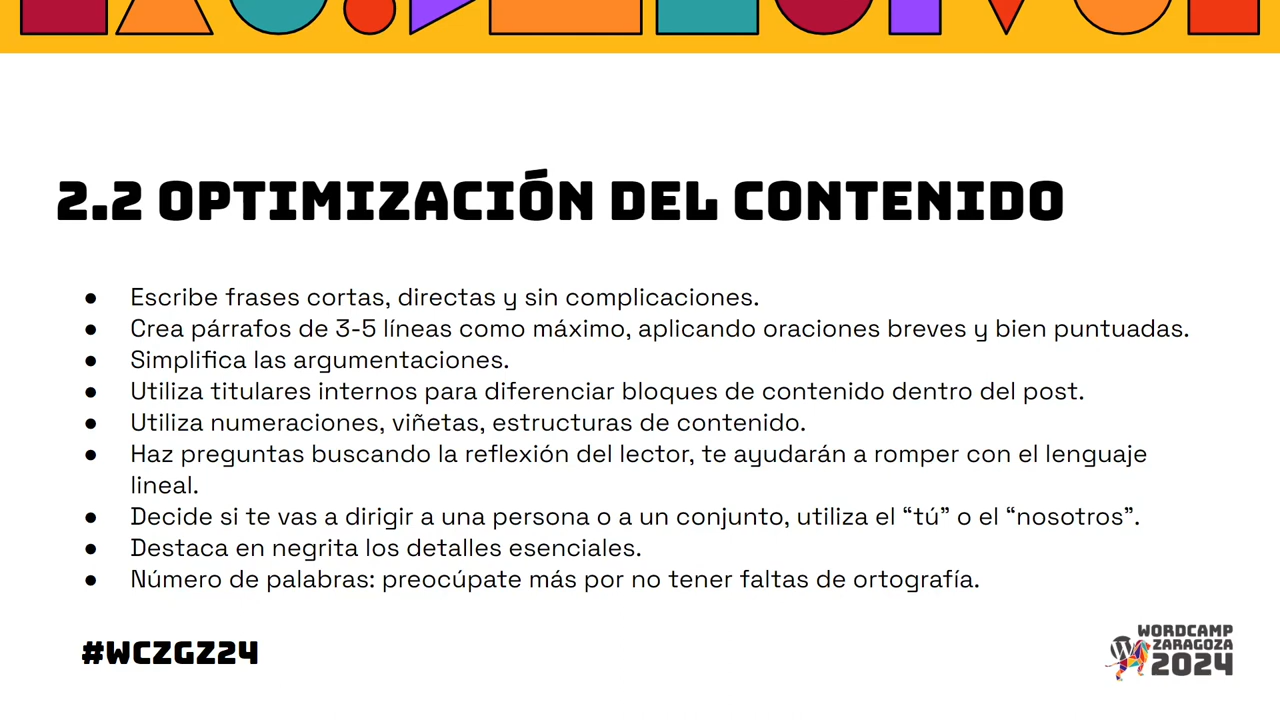 2.2 OPTIMIZACIÓN DEL CONTENIDO
● Escribe frases cortas, directas y sin complicaciones.
● Crea párrafos de 3-5 líneas como máximo, aplicando oraciones breves y bien puntuadas.
● Simplifica las argumentaciones.
● Utiliza titulares internos para diferenciar bloques de contenido dentro del post.
● Utiliza numeraciones, viñetas, estructuras de contenido.
● Haz preguntas buscando la reflexión del lector, te ayudarán a romper con el lenguaje
lineal.
● Decide si te vas a dirigir a una persona o a un conjunto, utiliza el “tú” o el “nosotros”.
● Destaca en negrita los detalles esenciales.
● Número de palabras: preocúpate más por no tener faltas de ortografía.
#WCZGZ24
WORDCAMP
ZARAGOZA
2024